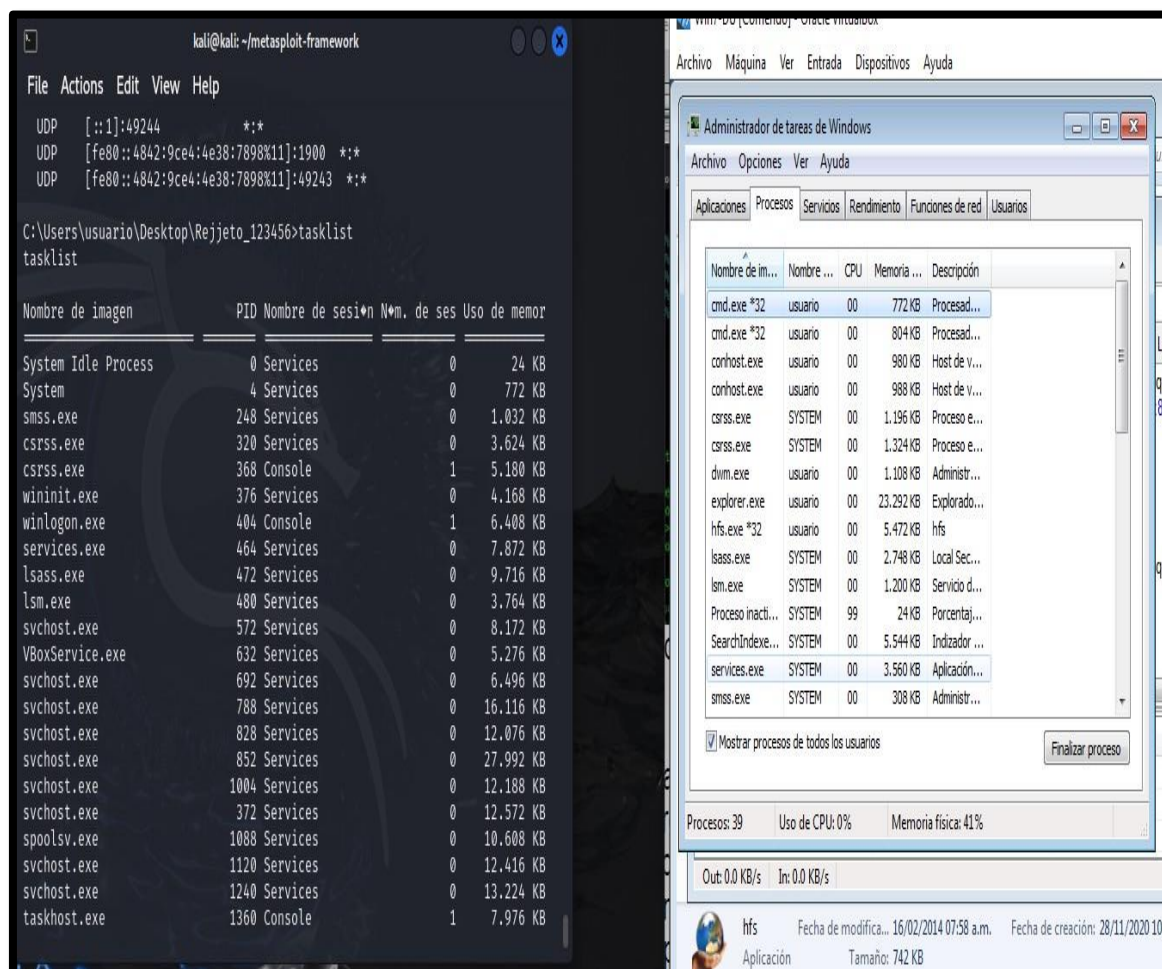 kali@kali: ~/metasploit-framework
File Actions Edit View Help
UDP [::1]:49244 *:*
UDP [fe80::4842:9ce4:4e38:7898%11]:1900 *:*
UDP [fe80::4842:9ce4:4e38:7898%11]:49243 *:*
C:\Users\usuario\Desktop\Rejjeto_123456>tasklist
tasklist
Nombre de imagen PID Nombre de sesi�n N�m. de ses Uso de memor
System Idle Process 0 Services 0 24 KB
System 4 Services 0 772 KB
smss.exe 248 Services 0 1.032 KB
csrss.exe 320 Services 0 3.624 KB
csrss.exe 368 Console 1 5.180 KB
wininit.exe 376 Services 0 4.168 KB
winlogon.exe 404 Console 1 6.408 KB
services.exe 464 Services 0 7.872 KB
lsass.exe 472 Services 0 9.716 KB
lsm.exe 480 Services 0 3.764 KB
svchost.exe 572 Services 0 8.172 KB
VBoxService.exe 632 Services 0 5.276 KB
svchost.exe 692 Services 0 6.496 KB
svchost.exe 788 Services 0 16.116 KB
svchost.exe 828 Services 0 12.076 KB
svchost.exe 852 Services 0 27.992 KB
svchost.exe 1004 Services 0 12.188 KB
svchost.exe 372 Services 0 12.572 KB
spoolsv.exe 1088 Services 0 10.608 KB
svchost.exe 1120 Services 0 12.416 KB
svchost.exe 1240 Services 0 13.224 KB
taskhost.exe 1360 Console 1 7.976 KB
Archivo Máquina Ver Entrada Dispositivos Ayuda
Administrador de tareas de Windows
Archivo Opciones Ver Ayuda
Aplicaciones Procesos Servicios Rendimiento Funciones de red Usuarios
Nombre de im... Nombre ... CPU Memoria ... Descripción
cmd.exe *32 usuario 00 772 KB Procesad...
cmd.exe *32 usuario 00 804 KB Procesad...
conhost.exe usuario 00 980 KB Host de v...
conhost.exe usuario 00 988 KB Host de v...
csrss.exe SYSTEM 00 1.196 KB Proceso e...
csrss.exe SYSTEM 00 1.324 KB Proceso e...
dwm.exe usuario 00 1.108 KB Administr...
explorer.exe usuario 00 23.292 KB Explorado...
hfs.exe *32 usuario 00 5.472 KB hfs
lsass.exe SYSTEM 00 2.748 KB Local Sec...
lsm.exe SYSTEM 00 1.200 KB Servicio d...
Proceso inacti... SYSTEM 99 24 KB Porcentaj...
SearchIndexe... SYSTEM 00 5.544 KB Indizador ...
services.exe SYSTEM 00 3.560 KB Aplicación...
smss.exe SYSTEM 00 308 KB Administr...
Mostrar procesos de todos los usuarios
Finalizar proceso
Procesos: 39 Uso de CPU: 0% Memoria física: 41%
Out: 0.0 KB/s In: 0.0 KB/s
hfs Fecha de modifica... 16/02/2014 07:58 a.m. Fecha de creación: 28/11/2020 10
Aplicación Tamaño: 742 KB